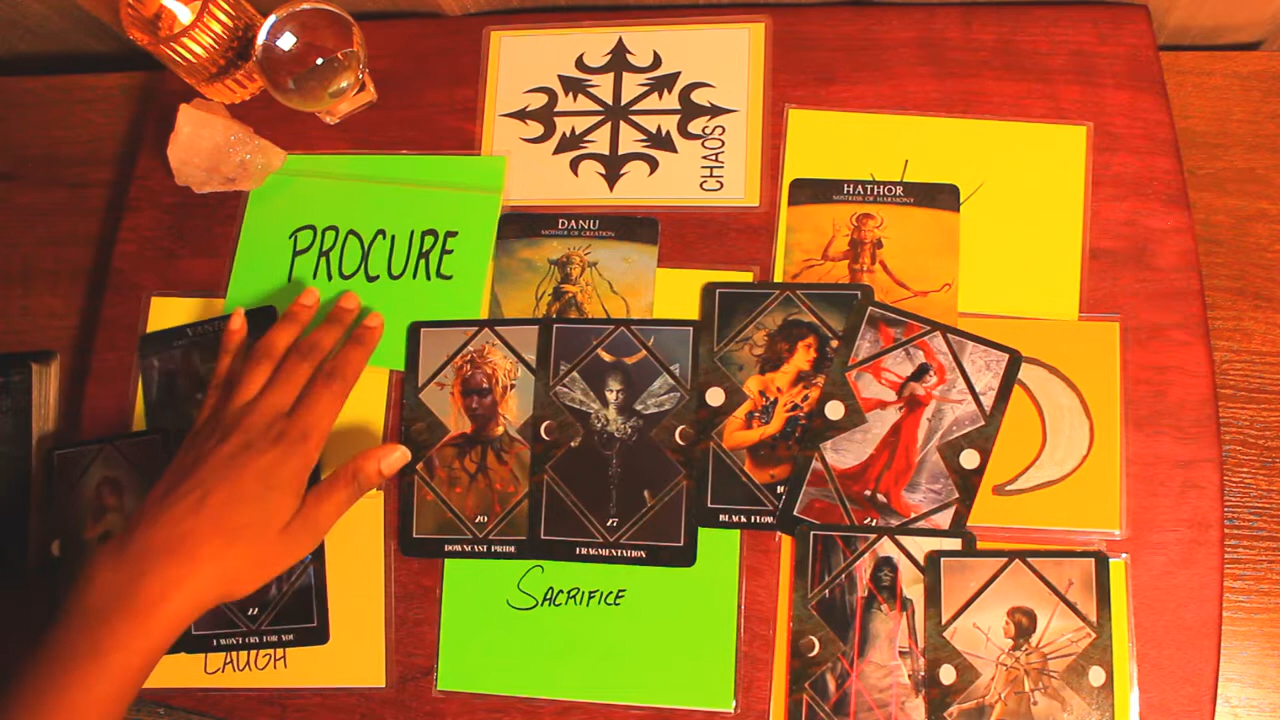 CHAOS
PROCURE
DANU
MOTHER OF CREATION
HATHOR
MISTRESS OF HARMONY
20
DOWNCAST PRIDE
27
FRAGMENTATION
BLACK FLOW
24
SACRIFICE
I WON'T CRY FOR YOU
LAUGH